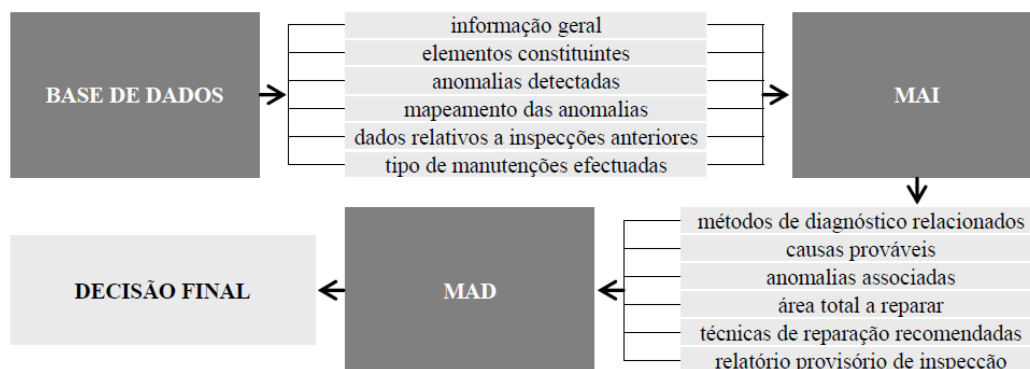 BASE DE DADOS
informação geral
elementos constituintes
anomalias detectadas
mapeamento das anomalias
dados relativos a inspecções anteriores
tipo de manutenções efectuadas
MAI
métodos de diagnóstico relacionados
causas prováveis
anomalias associadas
área total a reparar
técnicas de reparação recomendadas
relatório provisório de inspecção
MAD
DECISÃO FINAL